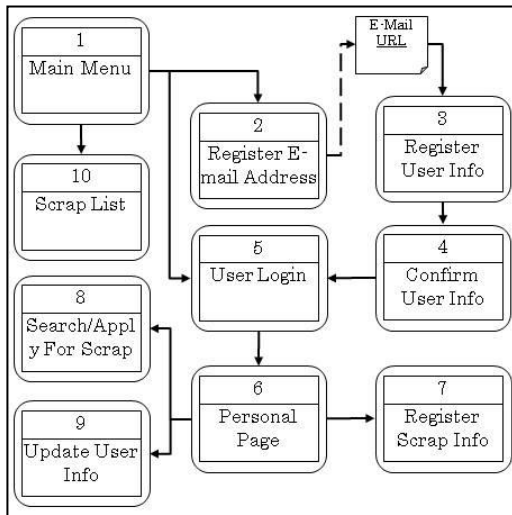 1
Main Menu
E-Mail
URL
2
Register E-
mail Address
3
Register
User Info
10
Scrap List
5
User Login
4
Confirm
User Info
8
Search/Appl
y For Scrap
6
Personal
Page
7
Register
Scrap Info
9
Update User
Info